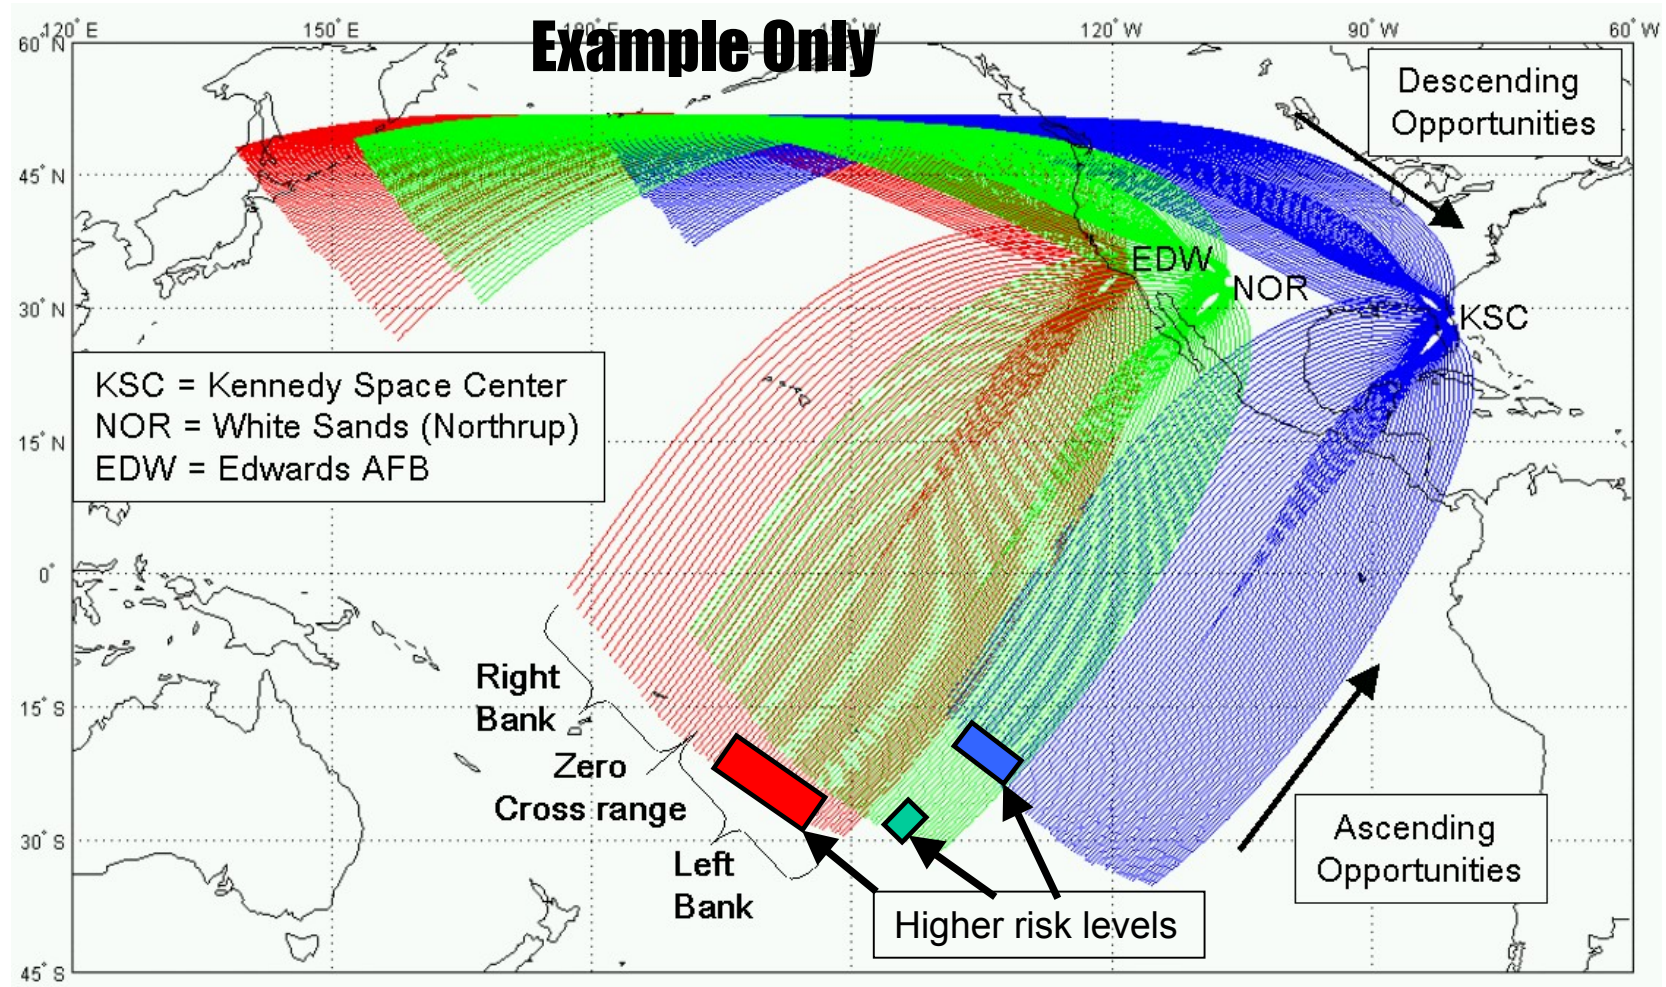 Example Only
120° E
150° E
120° W
90° W
60° W
60° N
45° N
30° N
15° N
0°
15° S
30° S
45° S
Descending
Opportunities
EDW
NOR
KSC
KSC = Kennedy Space Center
NOR = White Sands (Northrup)
EDW = Edwards AFB
Right
Bank
Zero
Cross range
Left
Bank
Ascending
Opportunities
Higher risk levels